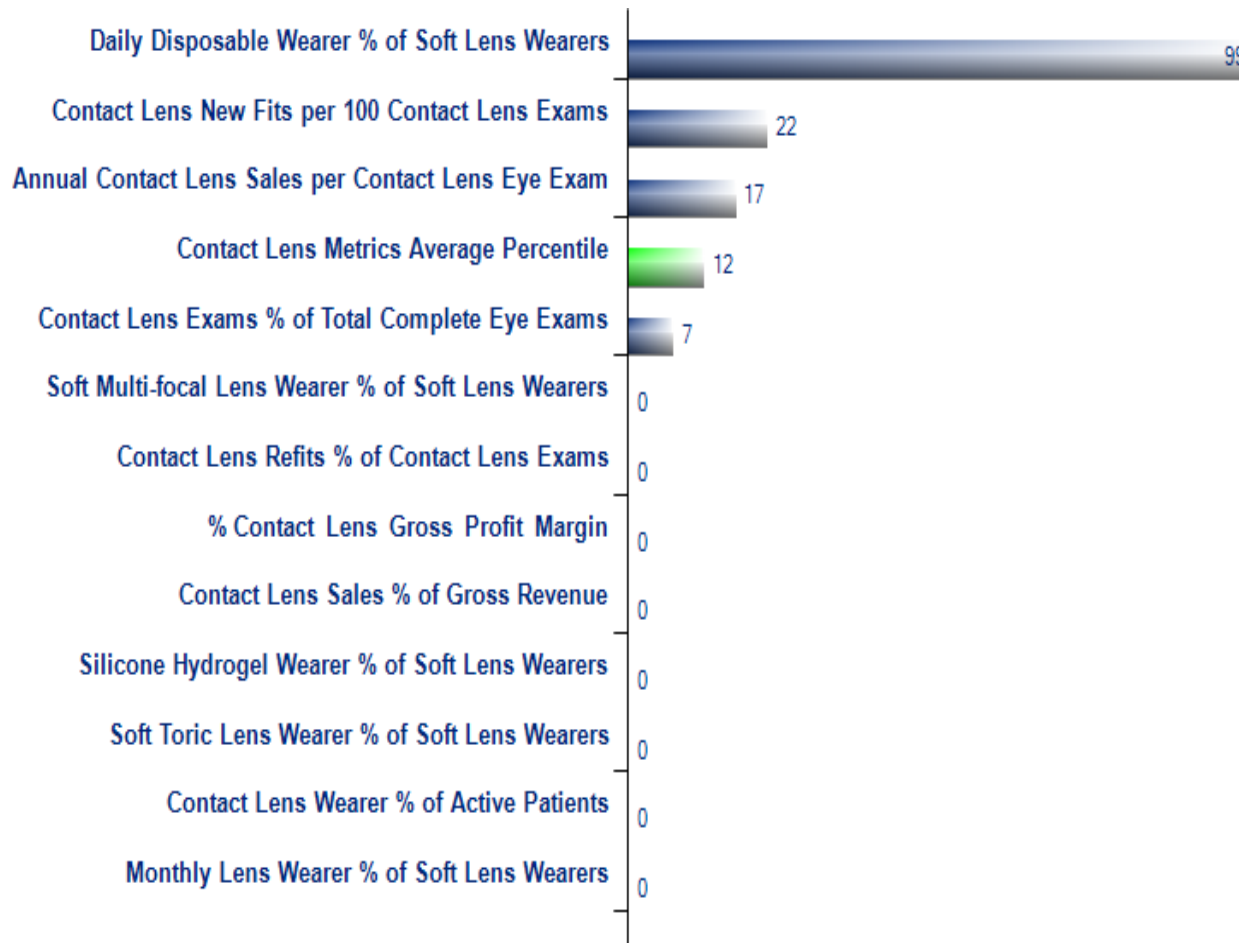 Daily Disposable Wearer % of Soft Lens Wearers 99
Contact Lens New Fits per 100 Contact Lens Exams 22
Annual Contact Lens Sales per Contact Lens Eye Exam 17
Contact Lens Metrics Average Percentile 12
Contact Lens Exams % of Total Complete Eye Exams 7
Soft Multi-focal Lens Wearer % of Soft Lens Wearers 0
Contact Lens Refits % of Contact Lens Exams 0
% Contact Lens Gross Profit Margin 0
Contact Lens Sales % of Gross Revenue 0
Silicone Hydrogel Wearer % of Soft Lens Wearers 0
Soft Toric Lens Wearer % of Soft Lens Wearers 0
Contact Lens Wearer % of Active Patients 0
Monthly Lens Wearer % of Soft Lens Wearers 0